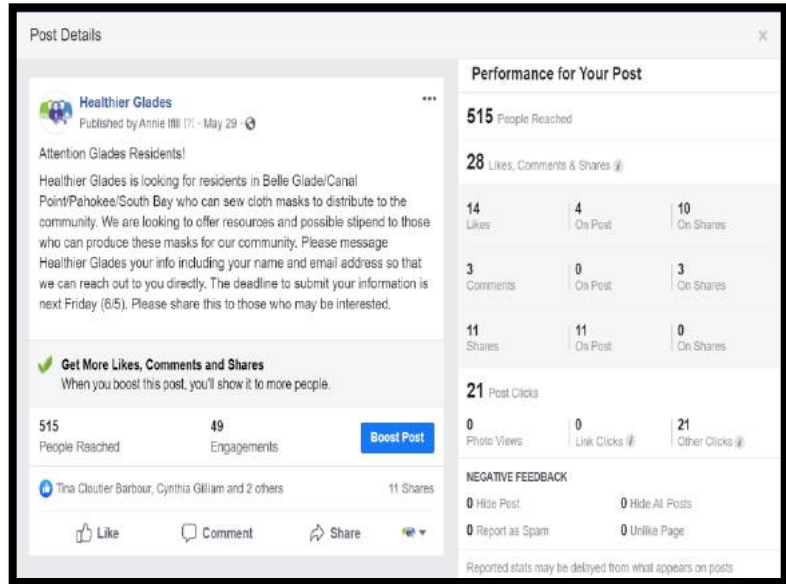 Post Details
×
Healthier Glades
Published by Annie Ifill [?] · May 29 ·
Attention Glades Residents!
Healthier Glades is looking for residents in Belle Glade/Canal
Point/Pahokee/South Bay who can sew cloth masks to distribute to the
community. We are looking to offer resources and possible stipend to those
who can produce these masks for our community. Please message
Healthier Glades your info including your name and email address so that
we can reach out to you directly. The deadline to submit your information is
next Friday (6/5). Please share this to those who may be interested.
Get More Likes, Comments and Shares
When you boost this post, you'll show it to more people.
515 49
People Reached Engagements
Boost Post
Tina Cloutier Barbour, Cynthia Gilliam and 2 others 11 Shares
Like Comment Share
Performance for Your Post
515 People Reached
28 Likes, Comments & Shares
14 4 10
Likes On Post On Shares
3 0 3
Comments On Post On Shares
11 11 0
Shares On Post On Shares
21 Post Clicks
0 0 21
Photo Views Link Clicks Other Clicks
NEGATIVE FEEDBACK
0 Hide Post 0 Hide All Posts
0 Report as Spam 0 Unlike Page
Reported stats may be delayed from what appears on posts